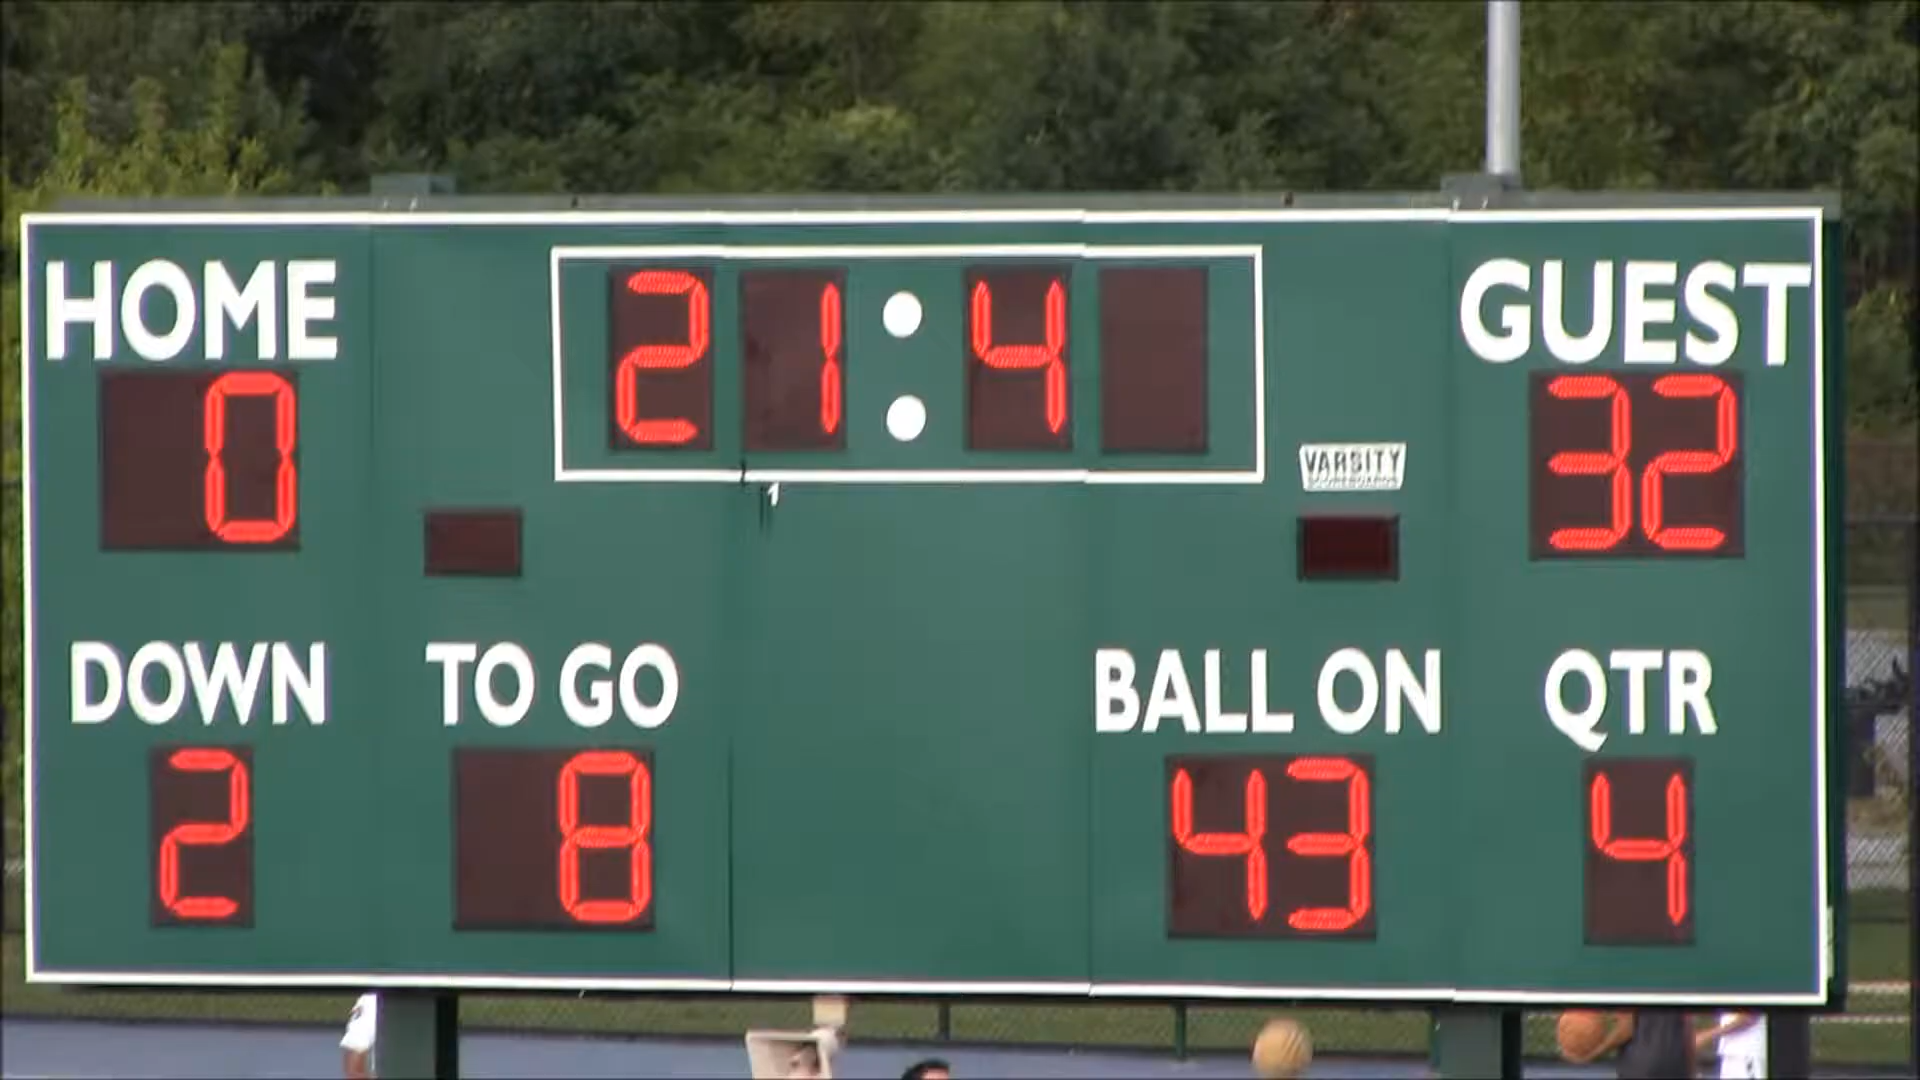 HOME 21:4 GUEST
0 32
VARSITY
DOWN TO GO BALL ON QTR
2 8 43 4